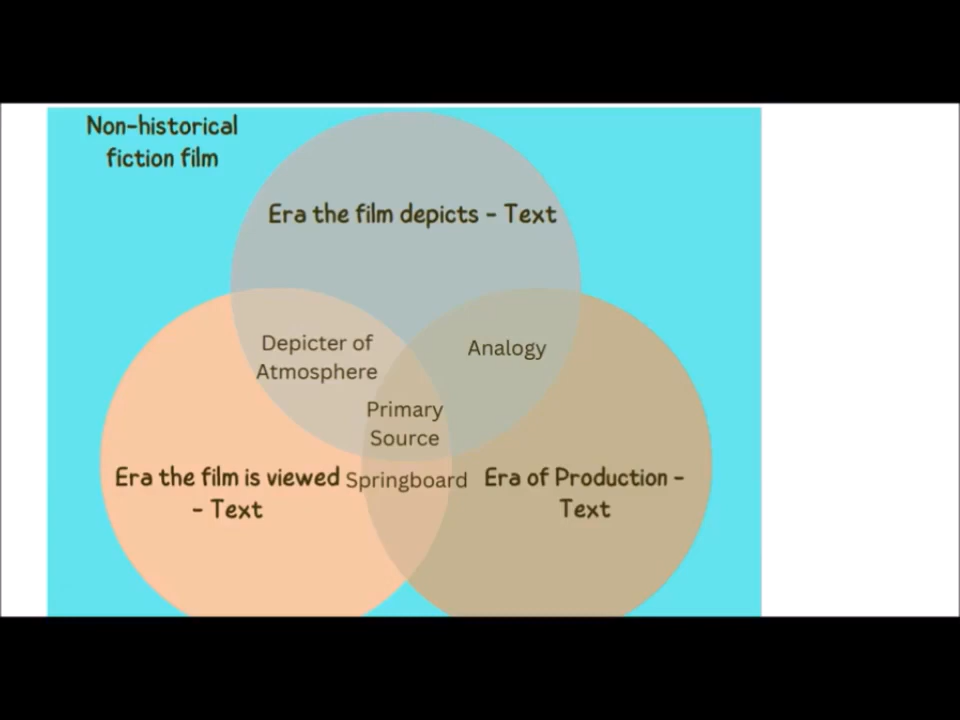 Non-historical
fiction film
Era the film depicts - Text
Depicter of
Atmosphere
Analogy
Primary
Source
Era the film is viewed
- Text
Springboard
Era of Production -
Text